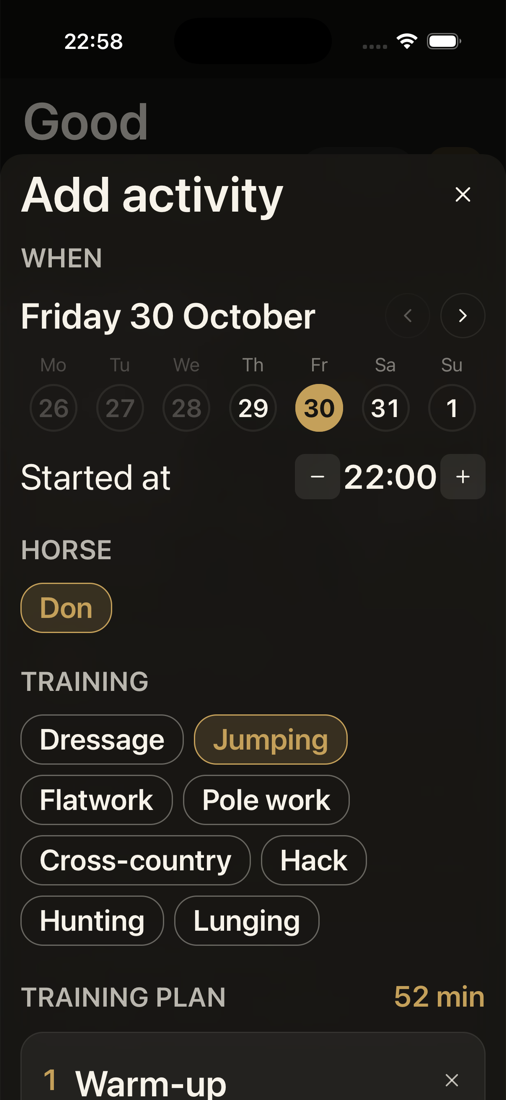 22:58
Good
Add activity
WHEN
Friday 30 October
Mo Tu We Th Fr Sa Su
26 27 28 29 30 31 1
Started at − 22:00 +
HORSE
Don
TRAINING
Dressage Jumping
Flatwork Pole work
Cross-country Hack
Hunting Lunging
TRAINING PLAN 52 min
1 Warm-up